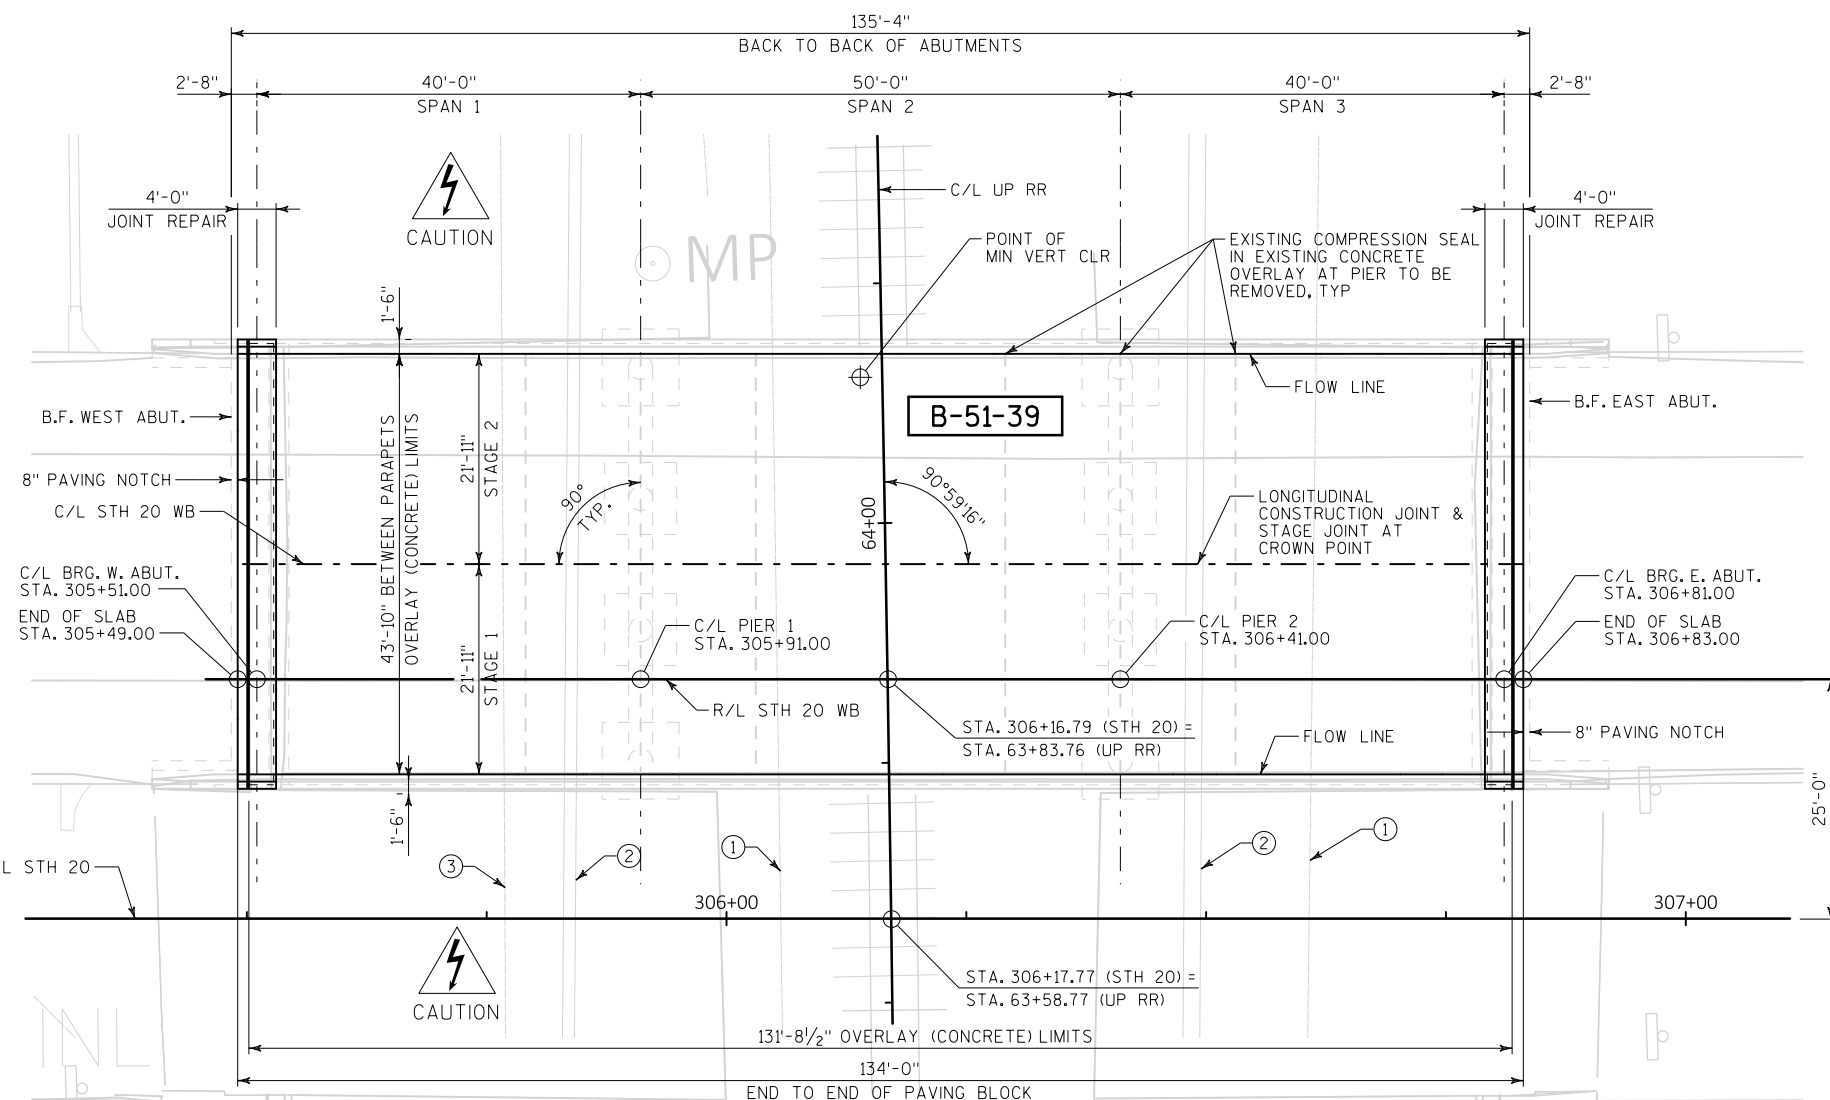 135'-4"
BACK TO BACK OF ABUTMENTS
2'-8"
40'-0"
SPAN 1
50'-0"
SPAN 2
40'-0"
SPAN 3
2'-8"
4'-0"
JOINT REPAIR
CAUTION
MP
C/L UP RR
POINT OF
MIN VERT CLR
EXISTING COMPRESSION SEAL
IN EXISTING CONCRETE
OVERLAY AT PIER TO BE
REMOVED, TYP
4'-0"
JOINT REPAIR
1'-6"
B.F. WEST ABUT.
8" PAVING NOTCH
C/L STH 20 WB
C/L BRG. W. ABUT.
STA. 305+51.00
END OF SLAB
STA. 305+49.00
43'-10" BETWEEN PARAPETS
OVERLAY (CONCRETE) LIMITS
21'-11"
STAGE 2
21'-11"
STAGE 1
90°
TYP.
B-51-39
64+00
90°59'16"
FLOW LINE
B.F. EAST ABUT.
LONGITUDINAL
CONSTRUCTION JOINT &
STAGE JOINT AT
CROWN POINT
C/L PIER 1
STA. 305+91.00
C/L PIER 2
STA. 306+41.00
C/L BRG. E. ABUT.
STA. 306+81.00
END OF SLAB
STA. 306+83.00
R/L STH 20 WB
STA. 306+16.79 (STH 20) =
STA. 63+83.76 (UP RR)
FLOW LINE
8" PAVING NOTCH
25'-0"
1'-6"
3
2
1
2
1
L STH 20
306+00
307+00
CAUTION
STA. 306+17.77 (STH 20) =
STA. 63+58.77 (UP RR)
NL
131'-8½" OVERLAY (CONCRETE) LIMITS
134'-0"
END TO END OF PAVING BLOCK